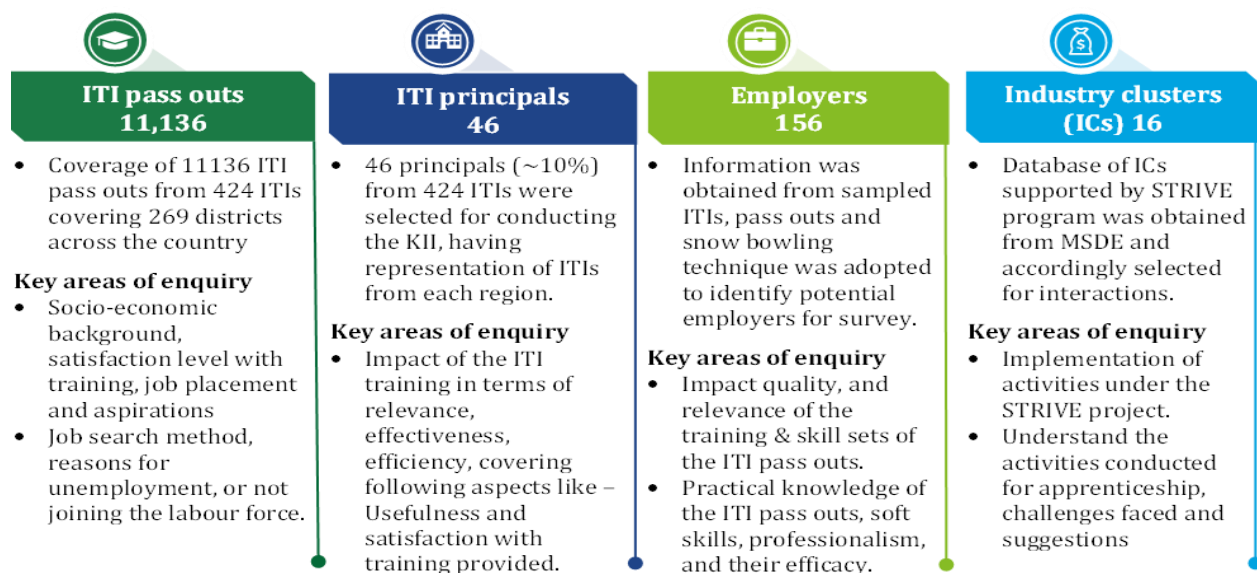 ITI pass outs
11,136
• Coverage of 11136 ITI
pass outs from 424 ITIs
covering 269 districts
across the country
Key areas of enquiry
• Socio-economic
background,
satisfaction level with
training, job placement
and aspirations
• Job search method,
reasons for
unemployment, or not
joining the labour force.
ITI principals
46
• 46 principals (~10%)
from 424 ITIs were
selected for conducting
the KII, having
representation of ITIs
from each region.
Key areas of enquiry
• Impact of the ITI
training in terms of
relevance,
effectiveness,
efficiency, covering
following aspects like –
Usefulness and
satisfaction with
training provided.
Employers
156
• Information was
obtained from sampled
ITIs, pass outs and
snow bowling
technique was adopted
to identify potential
employers for survey.
Key areas of enquiry
• Impact quality, and
relevance of the
training & skill sets of
the ITI pass outs.
• Practical knowledge of
the ITI pass outs, soft
skills, professionalism,
and their efficacy.
Industry clusters
(ICs) 16
• Database of ICs
supported by STRIVE
program was obtained
from MSDE and
accordingly selected
for interactions.
Key areas of enquiry
• Implementation of
activities under the
STRIVE project.
• Understand the
activities conducted
for apprenticeship,
challenges faced and
suggestions